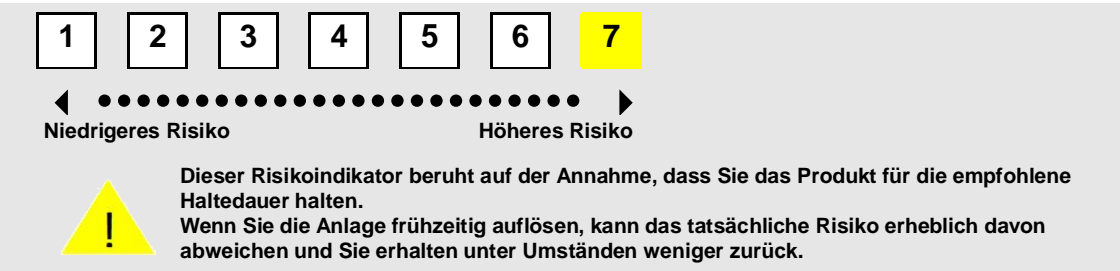 1 2 3 4 5 6 7
Niedrigeres Risiko Höheres Risiko
Dieser Risikoindikator beruht auf der Annahme, dass Sie das Produkt für die empfohlene
Haltedauer halten.
!
Wenn Sie die Anlage frühzeitig auflösen, kann das tatsächliche Risiko erheblich davon
abweichen und Sie erhalten unter Umständen weniger zurück.